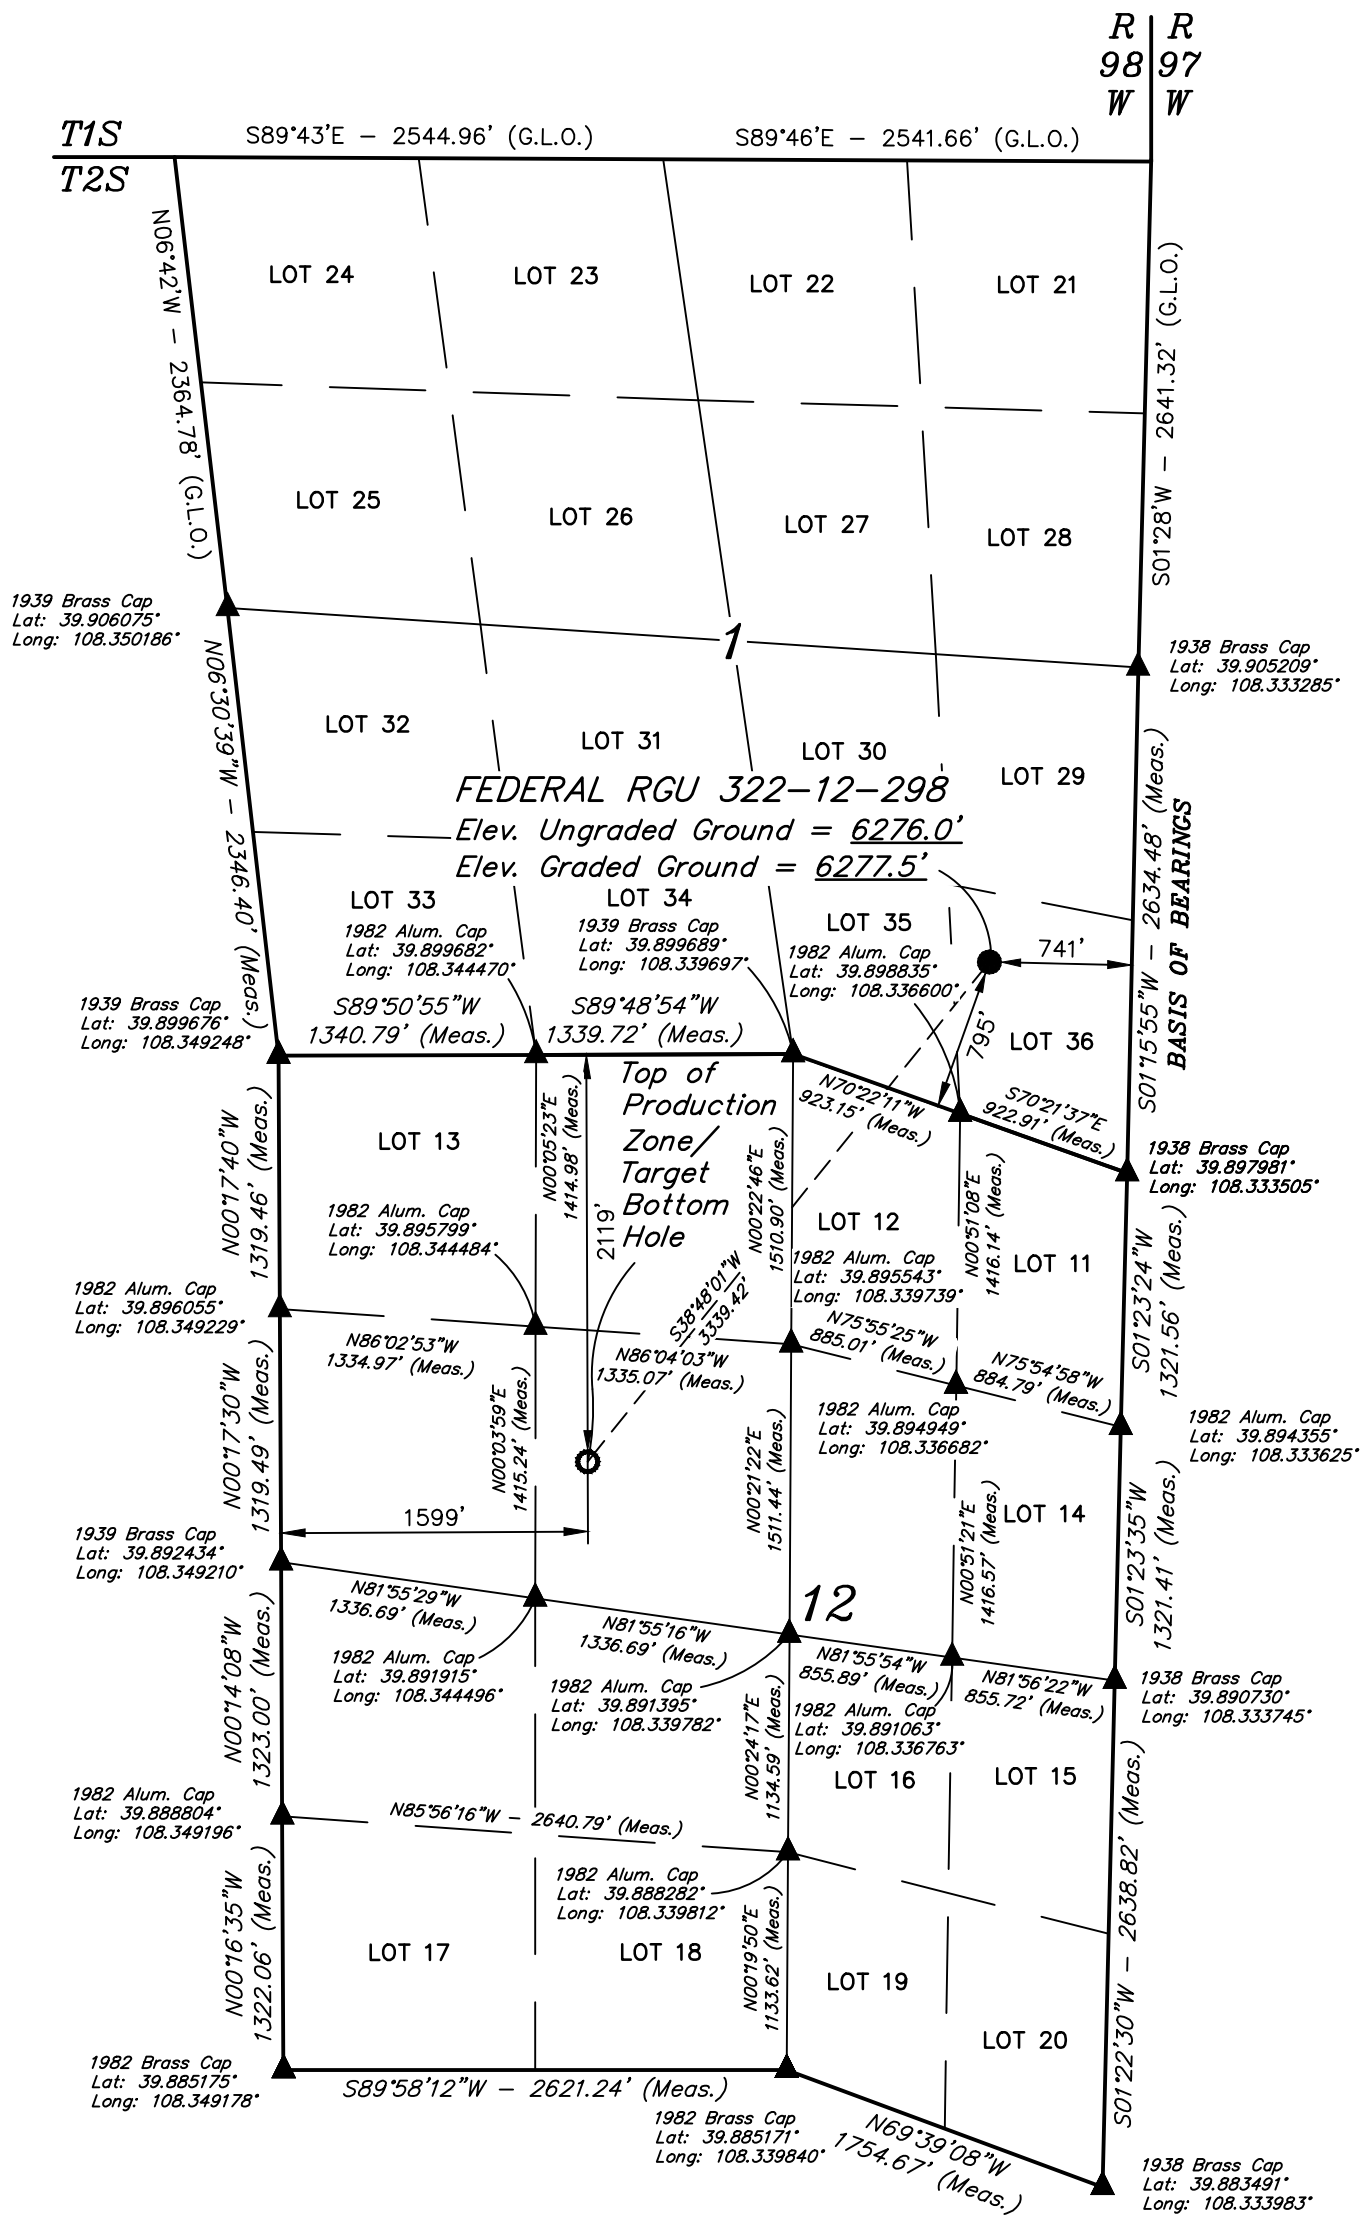 R R
98 97
W W
T1S
T2S
S89°43'E – 2544.96' (G.L.O.)
S89°46'E – 2541.66' (G.L.O.)
N06°42'W – 2364.78' (G.L.O.)
S01°28'W – 2641.32' (G.L.O.)
LOT 24
LOT 23
LOT 22
LOT 21
LOT 25
LOT 26
LOT 27
LOT 28
1939 Brass Cap
Lat: 39.906075°
Long: 108.350186°
1
1938 Brass Cap
Lat: 39.905209°
Long: 108.333285°
N06°30'39"W – 2346.40' (Meas.)
S01°15'55"W – 2634.48' (Meas.)
BASIS OF BEARINGS
LOT 32
LOT 31
LOT 30
LOT 29
FEDERAL RGU 322–12–298
Elev. Ungraded Ground = 6276.0'
Elev. Graded Ground = 6277.5'
LOT 33
LOT 34
LOT 35
LOT 36
1982 Alum. Cap
Lat: 39.899682°
Long: 108.344470°
1939 Brass Cap
Lat: 39.899689°
Long: 108.339697°
1982 Alum. Cap
Lat: 39.898835°
Long: 108.336600°
741'
795'
1939 Brass Cap
Lat: 39.899676°
Long: 108.349248°
S89°50'55"W
1340.79' (Meas.)
S89°48'54"W
1339.72' (Meas.)
N70°22'11"W
923.15' (Meas.)
S70°21'37"E
922.91' (Meas.)
1938 Brass Cap
Lat: 39.897981°
Long: 108.333505°
Top of
Production
Zone/
Target
Bottom
Hole
N00°17'40"W
1319.46' (Meas.)
LOT 13
N00°05'23"E
1414.98' (Meas.)
2119'
N00°22'46"E
1510.90' (Meas.)
LOT 12
N00°51'08"E
1416.14' (Meas.)
LOT 11
S01°23'24"W
1321.56' (Meas.)
1982 Alum. Cap
Lat: 39.895799°
Long: 108.344484°
1982 Alum. Cap
Lat: 39.895543°
Long: 108.339739°
1982 Alum. Cap
Lat: 39.896055°
Long: 108.349229°
S38°48'01"W
3339.42'
N86°02'53"W
1334.97' (Meas.)
N86°04'03"W
1335.07' (Meas.)
N75°55'25"W
885.01' (Meas.)
N75°54'58"W
884.79' (Meas.)
1982 Alum. Cap
Lat: 39.894949°
Long: 108.336682°
1982 Alum. Cap
Lat: 39.894355°
Long: 108.333625°
N00°17'30"W
1319.49' (Meas.)
N00°03'59"E
1415.24' (Meas.)
N00°21'22"E
1511.44' (Meas.)
N00°51'21"E
1416.57' (Meas.)
LOT 14
S01°23'35"W
1321.41' (Meas.)
1599'
1939 Brass Cap
Lat: 39.892434°
Long: 108.349210°
N81°55'29"W
1336.69' (Meas.)
N81°55'16"W
1336.69' (Meas.)
12
N81°55'54"W
855.89' (Meas.)
N81°56'22"W
855.72' (Meas.)
1982 Alum. Cap
Lat: 39.891915°
Long: 108.344496°
1982 Alum. Cap
Lat: 39.891395°
Long: 108.339782°
1982 Alum. Cap
Lat: 39.891063°
Long: 108.336763°
1938 Brass Cap
Lat: 39.890730°
Long: 108.333745°
N00°14'08"W
1323.00' (Meas.)
N00°24'17"E
1134.59' (Meas.)
LOT 16
LOT 15
1982 Alum. Cap
Lat: 39.888804°
Long: 108.349196°
N85°56'16"W – 2640.79' (Meas.)
1982 Alum. Cap
Lat: 39.888282°
Long: 108.339812°
S01°22'30"W – 2638.82' (Meas.)
N00°16'35"W
1322.06' (Meas.)
LOT 17
LOT 18
N00°19'50"E
1133.62' (Meas.)
LOT 19
LOT 20
1982 Brass Cap
Lat: 39.885175°
Long: 108.349178°
S89°58'12"W – 2621.24' (Meas.)
1982 Brass Cap
Lat: 39.885171°
Long: 108.339840°
N69°39'08"W
1754.67' (Meas.)
1938 Brass Cap
Lat: 39.883491°
Long: 108.333983°